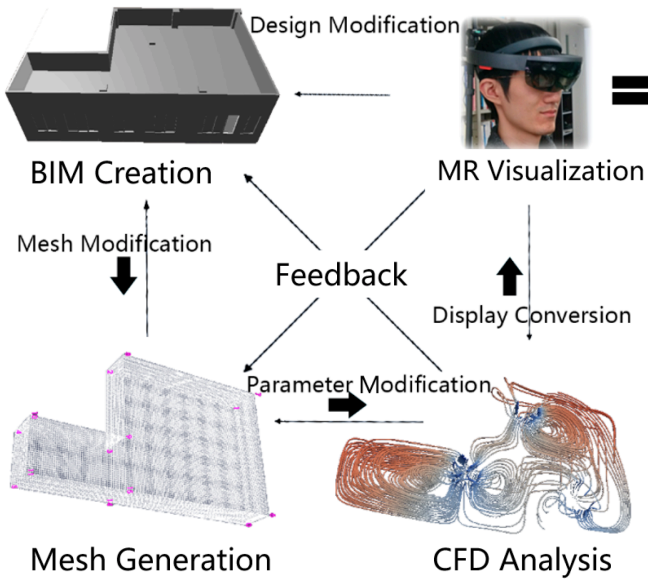 Design Modification
BIM Creation
MR Visualization
Mesh Modification
Feedback
Display Conversion
Parameter Modification
Mesh Generation
CFD Analysis